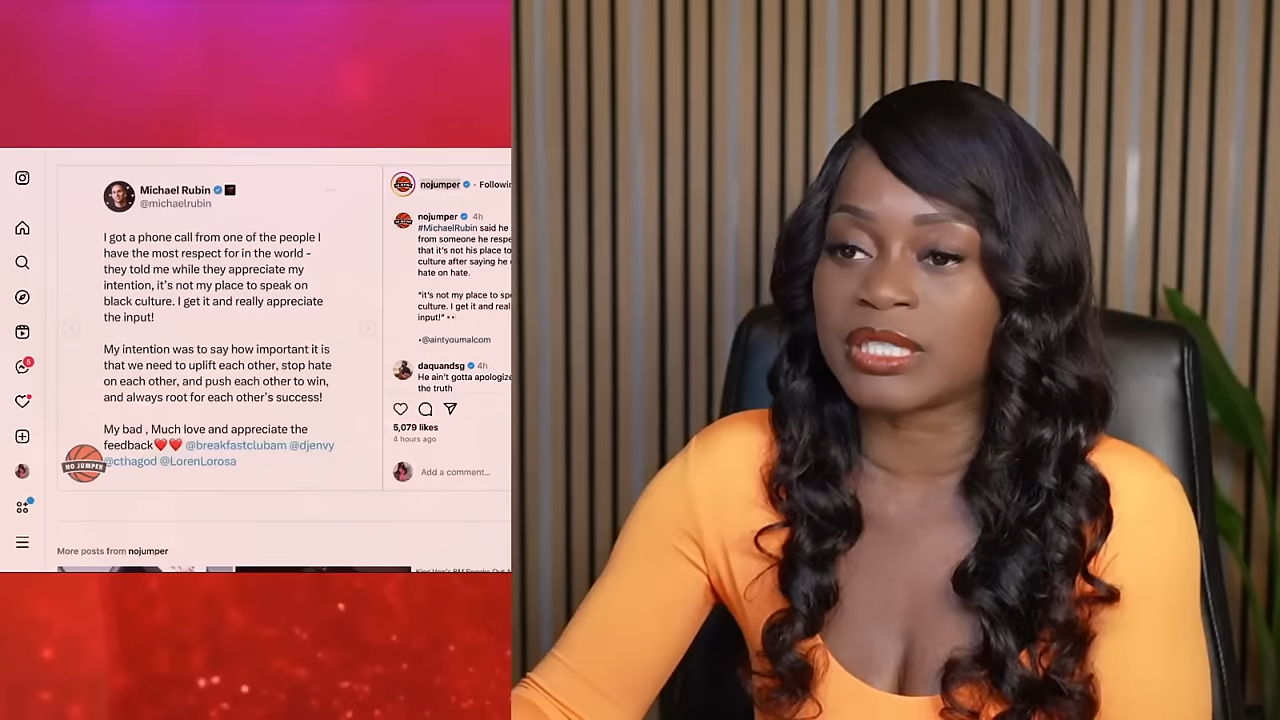 Michael Rubin
@michaelrubin
I got a phone call from one of the people I
have the most respect for in the world -
they told me while they appreciate my
intention, it's not my place to speak on
black culture. I get it and really appreciate
the input!
My intention was to say how important it is
that we need to uplift each other, stop hate
on each other, and push each other to win,
and always root for each other's success!
My bad , Much love and appreciate the
feedback❤️❤️ @breakfastclubam @djenvy
@cthagod @LorenLorosa
NO JUMPER
nojumper • Followin
nojumper 4h
#MichaelRubin said he
from someone he respe
that it's not his place to
culture after saying he
hate on hate.
"it's not my place to spe
culture. I get it and real
input!" 👀
•@aintyoumalcom
daquandsg 4h
He ain't gotta apologize
the truth
5,079 likes
4 hours ago
Add a comment...
5
More posts from nojumper